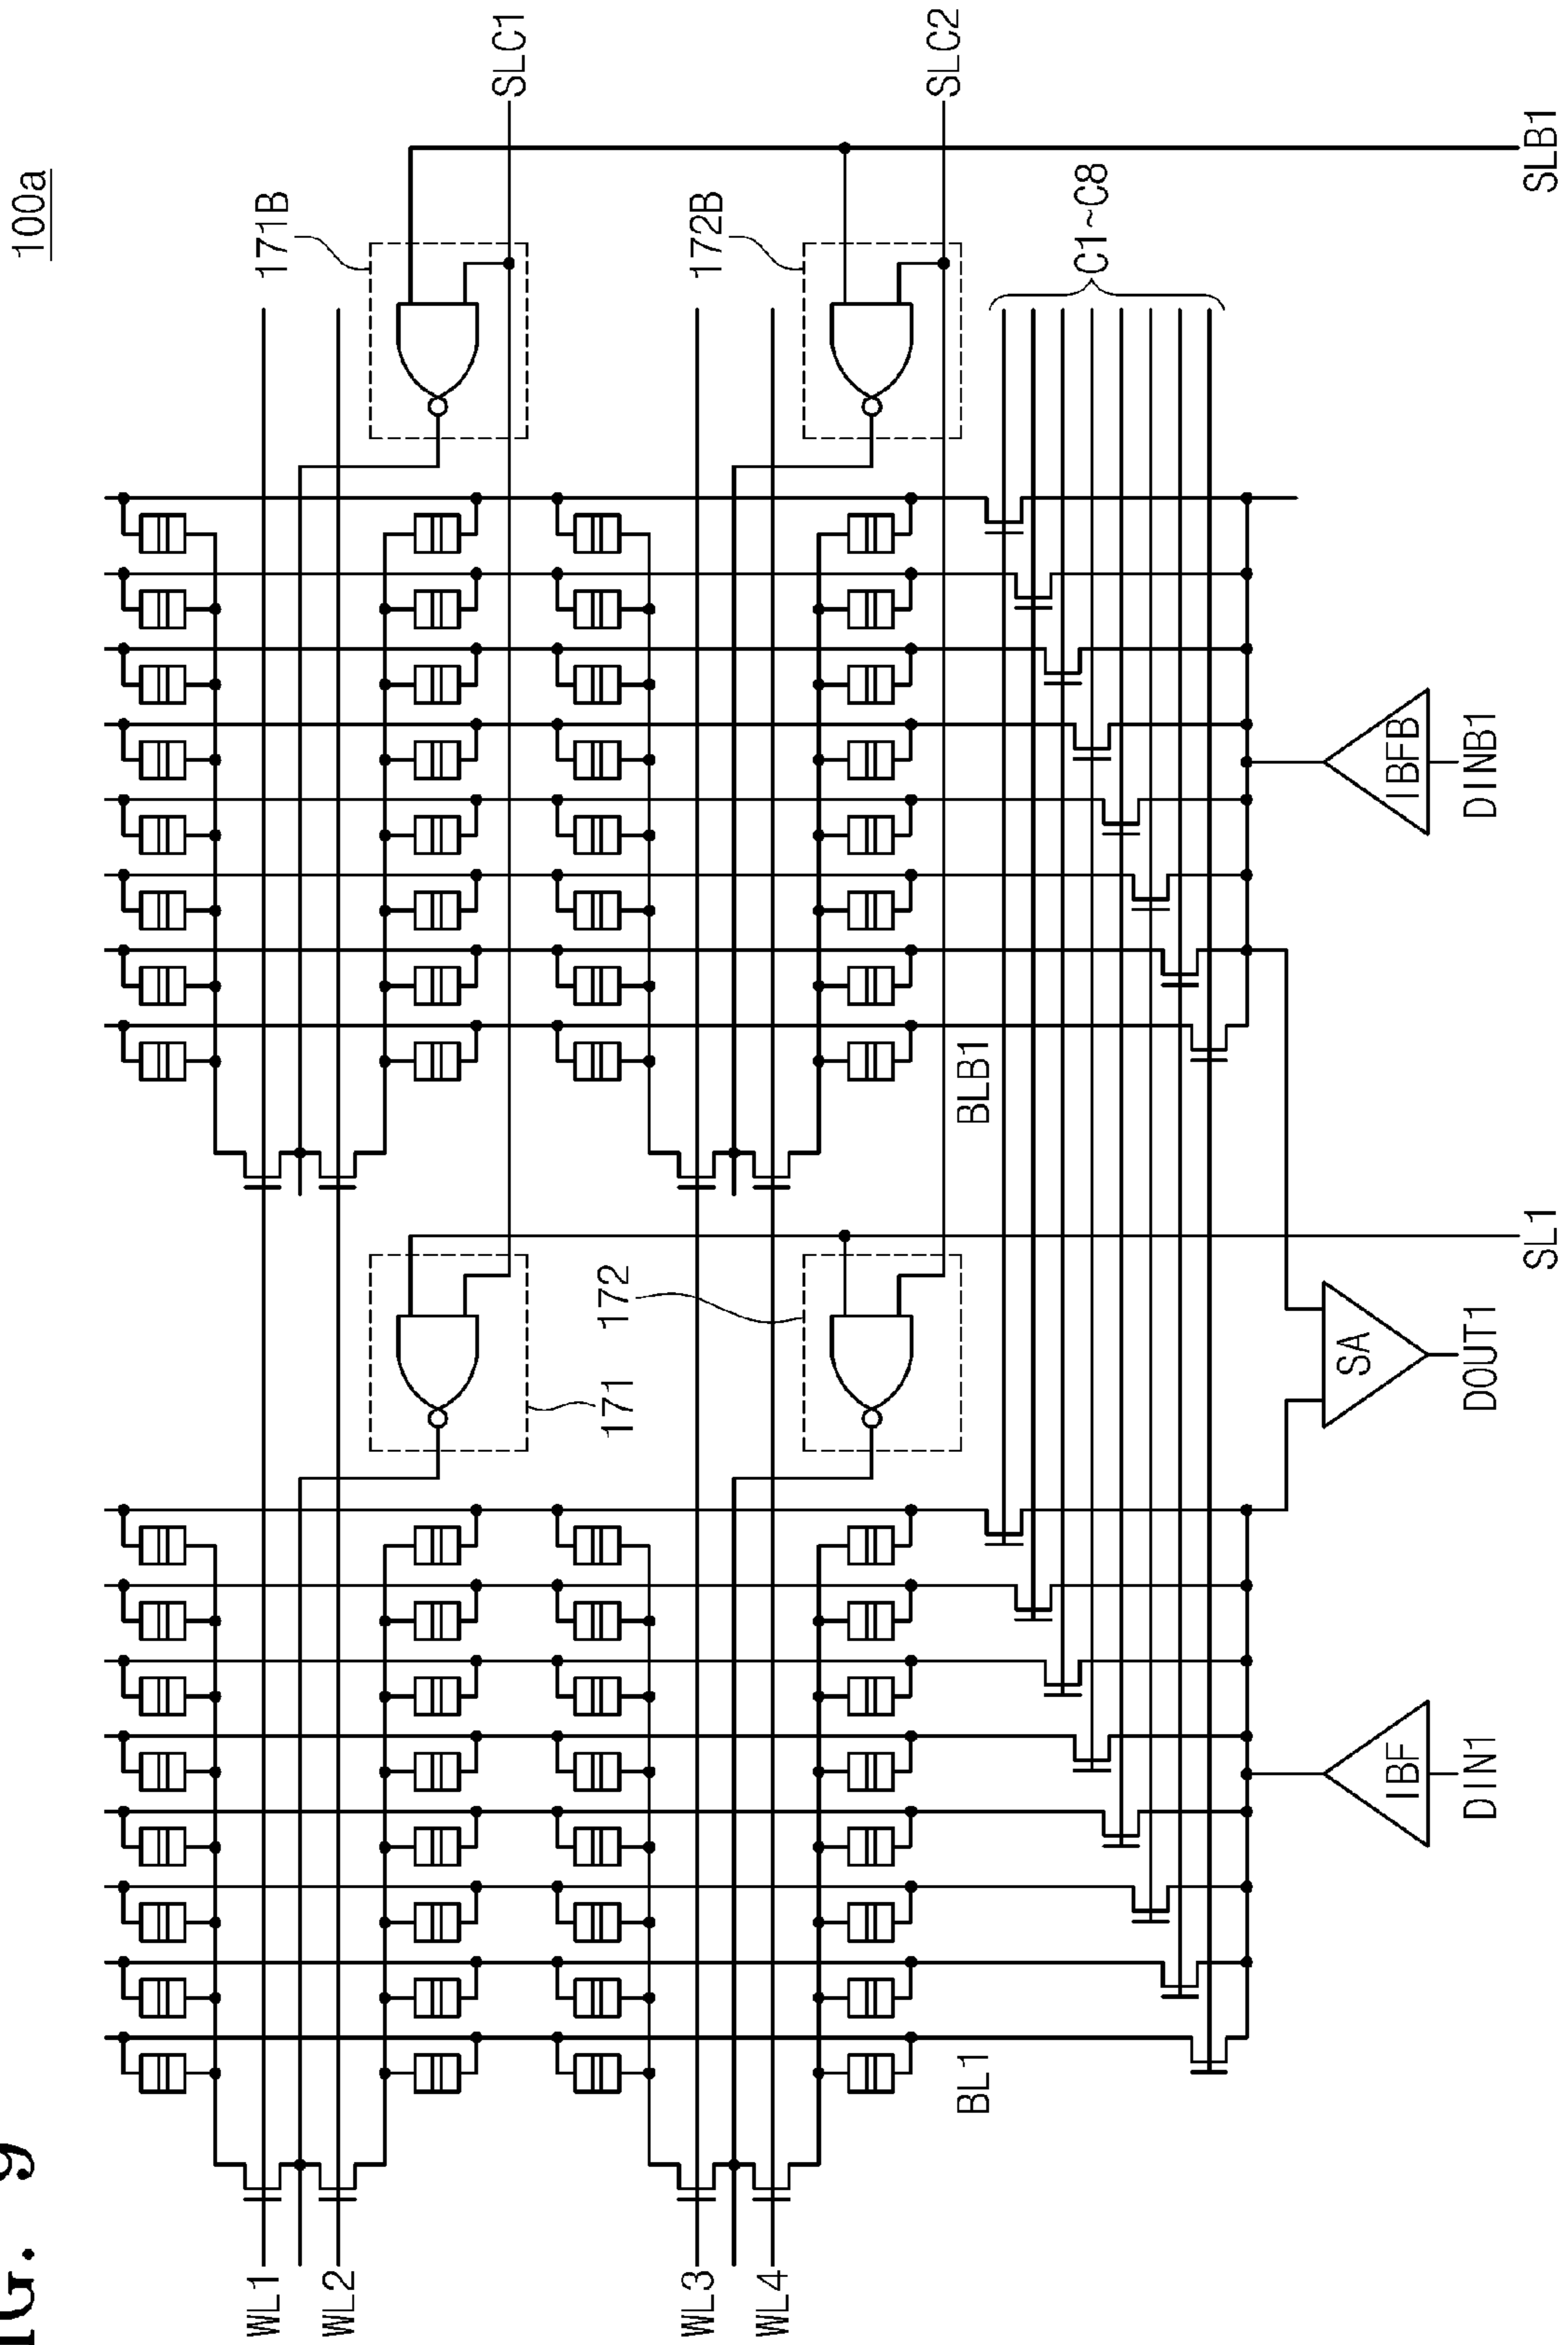 9
100a
WL1
WL2
WL3
WL4
171B
172B
SLC1
SLC2
171
172
BL1
BLB1
C1~C8
IBF
DIN1
SA
DOUT1
SL1
IBFB
DINB1
SLB1